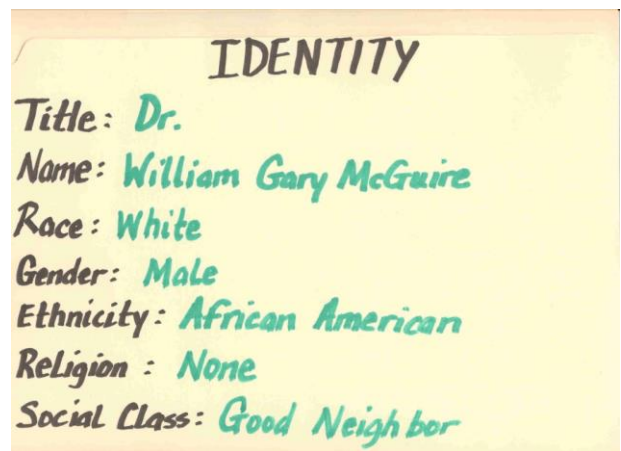 IDENTITY
Title: Dr.
Name: William Gary McGuire
Race: White
Gender: Male
Ethnicity: African American
Religion : None
Social Class: Good Neighbor